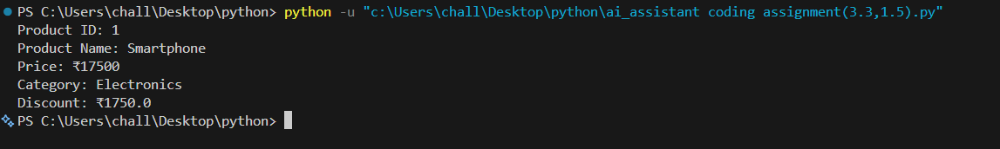 PS C:\Users\chall\Desktop\python> python -u "c:\Users\chall\Desktop\python\ai_assistant coding assignment(3.3,1.5).py"
Product ID: 1
Product Name: Smartphone
Price: ₹17500
Category: Electronics
Discount: ₹1750.0
PS C:\Users\chall\Desktop\python>